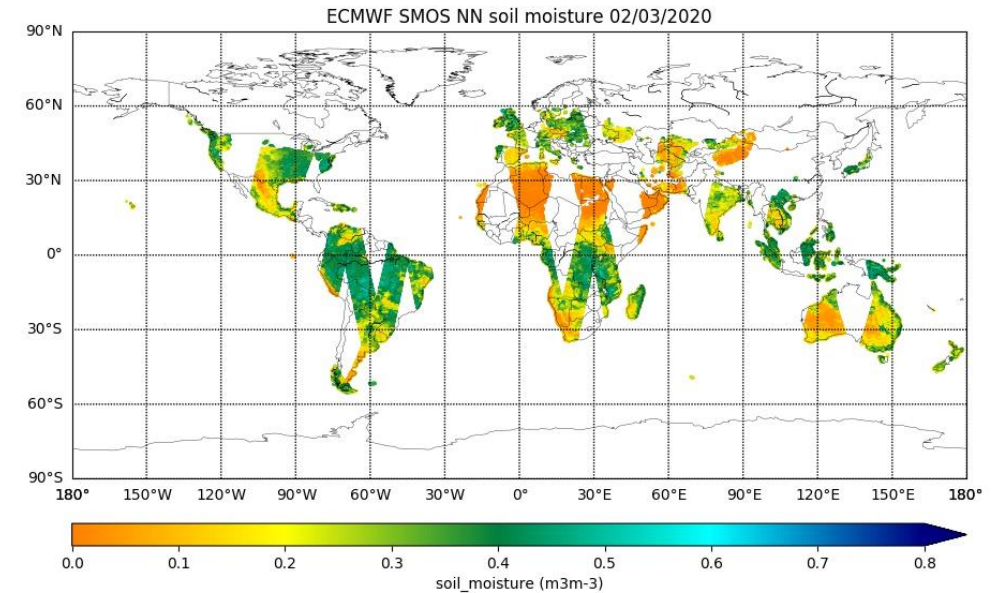 ECMWF SMOS NN soil moisture 02/03/2020
90°N
60°N
30°N
0°
30°S
60°S
90°S
180° 150°W 120°W 90°W 60°W 30°W 0° 30°E 60°E 90°E 120°E 150°E 180°
0.0 0.1 0.2 0.3 0.4 0.5 0.6 0.7 0.8
soil_moisture (m3m-3)